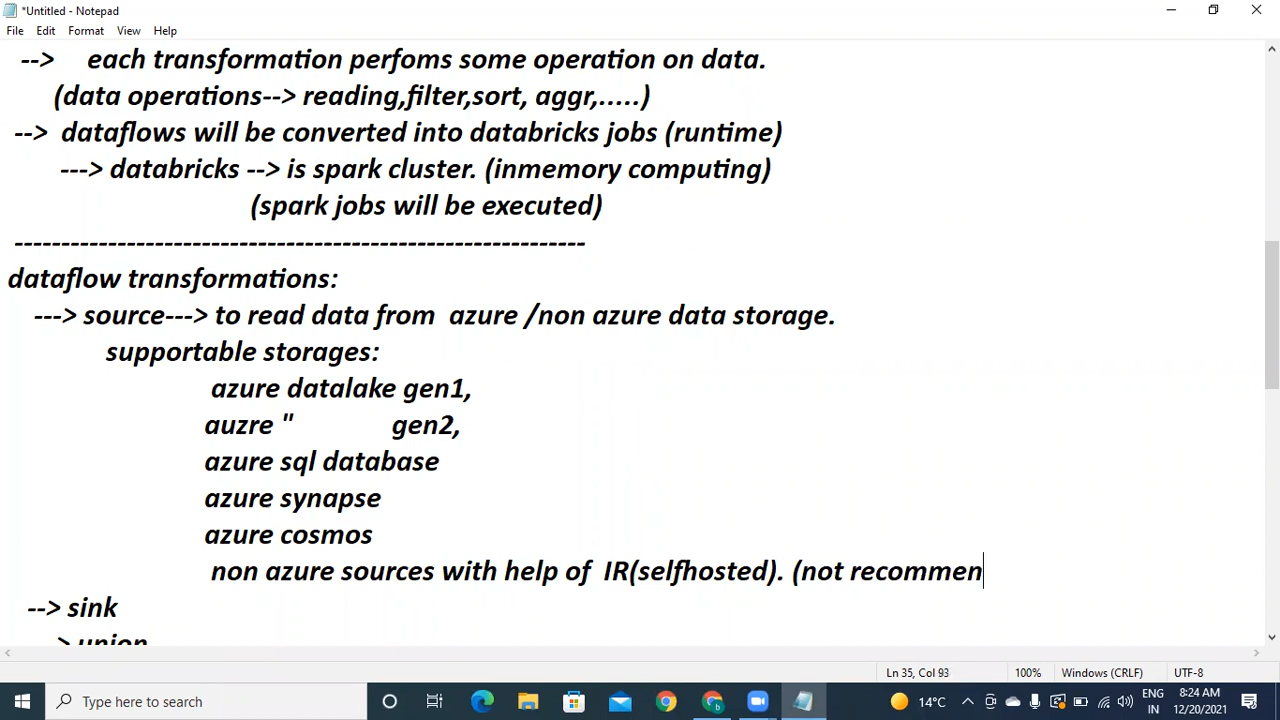 *Untitled - Notepad
File Edit Format View Help
--> each transformation perfoms some operation on data.
(data operations--> reading,filter,sort, aggr,.....)
--> dataflows will be converted into databricks jobs (runtime)
---> databricks --> is spark cluster. (inmemory computing)
(spark jobs will be executed)
-------------------------------------------------------------
dataflow transformations:
---> source---> to read data from azure /non azure data storage.
supportable storages:
azure datalake gen1,
auzre " gen2,
azure sql database
azure synapse
azure cosmos
non azure sources with help of IR(selfhosted). (not recommen
--> sink
> union
Ln 35, Col 93 100% Windows (CRLF) UTF-8
Type here to search 14°C ENG 8:24 AM
IN 12/20/2021